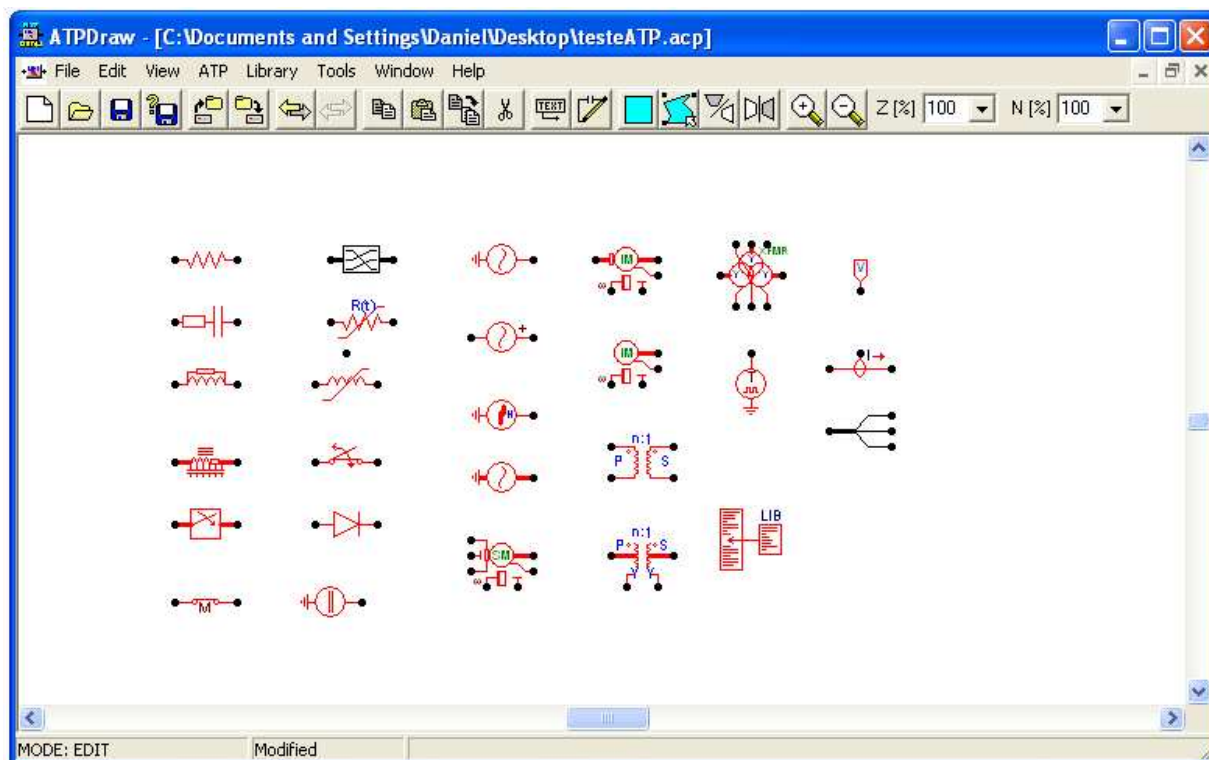 ATPDraw - [C:\Documents and Settings\Daniel\Desktop\testeATP.acp]
File Edit View ATP Library Tools Window Help
TEXT Z [%] 100 N [%] 100
IM XFMR
Y
Y Y V
ω T
R(t)
+
IM T I
ω T
H
n:1
P S
LIB
SM n:1
P S
ω T
Y Y
M
MODE: EDIT Modified